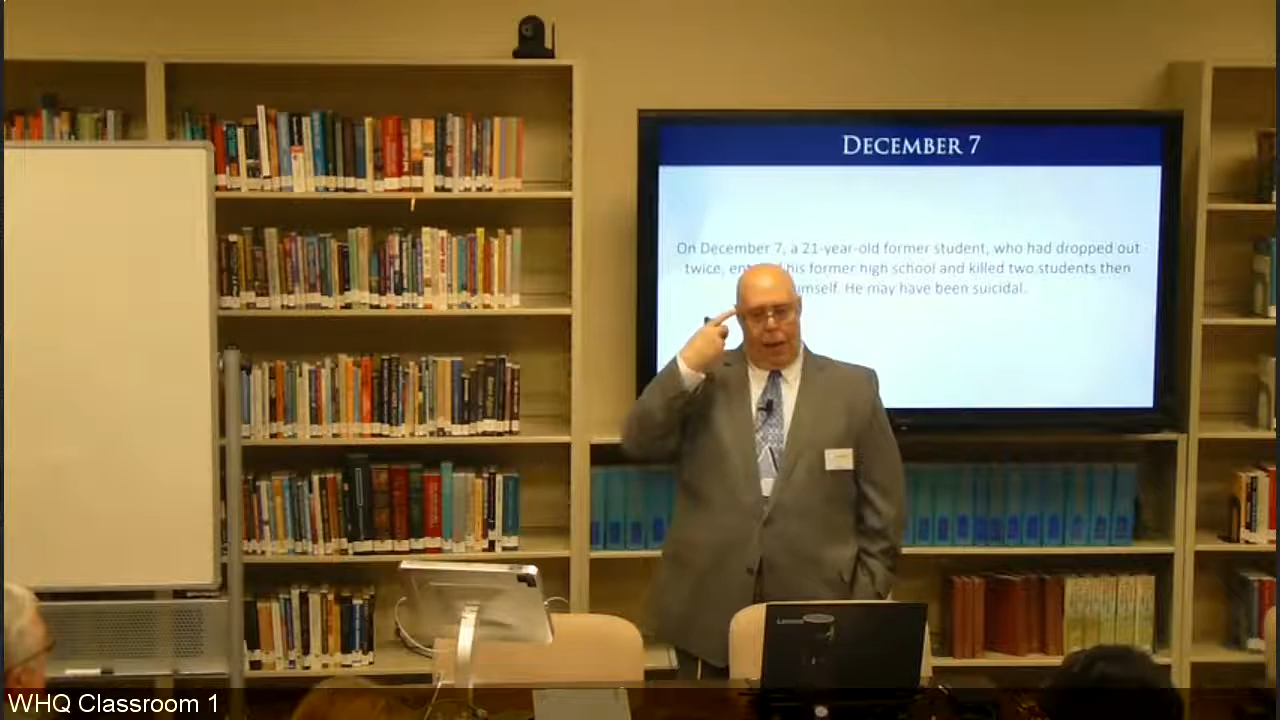 DECEMBER 7
On December 7, a 21-year-old former student, who had dropped out
twice, his former high school and killed two students then
He may have been suicidal.
Lenovo
WHQ Classroom 1